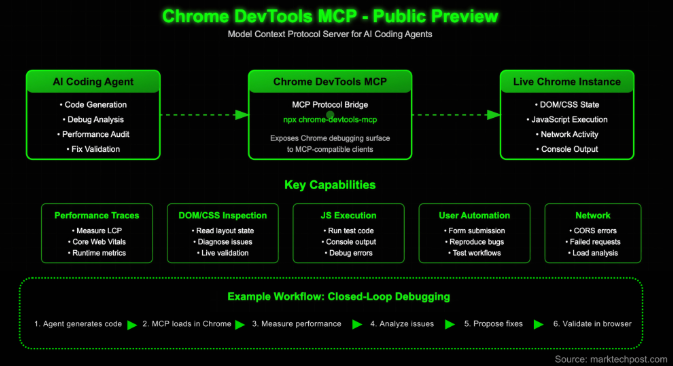 Chrome DevTools MCP - Public Preview
Model Context Protocol Server for AI Coding Agents
AI Coding Agent
• Code Generation
• Debug Analysis
• Performance Audit
• Fix Validation
Chrome DevTools MCP
MCP Protocol Bridge
npx chrome-devtools-mcp
Exposes Chrome debugging surface
to MCP-compatible clients
Live Chrome Instance
• DOM/CSS State
• JavaScript Execution
• Network Activity
• Console Output
Key Capabilities
Performance Traces
• Measure LCP
• Core Web Vitals
• Runtime metrics
DOM/CSS Inspection
• Read layout state
• Diagnose issues
• Live validation
JS Execution
• Run test code
• Console output
• Debug errors
User Automation
• Form submission
• Reproduce bugs
• Test workflows
Network
• CORS errors
• Failed requests
• Load analysis
Example Workflow: Closed-Loop Debugging
1. Agent generates code
2. MCP loads in Chrome
3. Measure performance
4. Analyze issues
5. Propose fixes
6. Validate in browser
Source: marktechpost.com